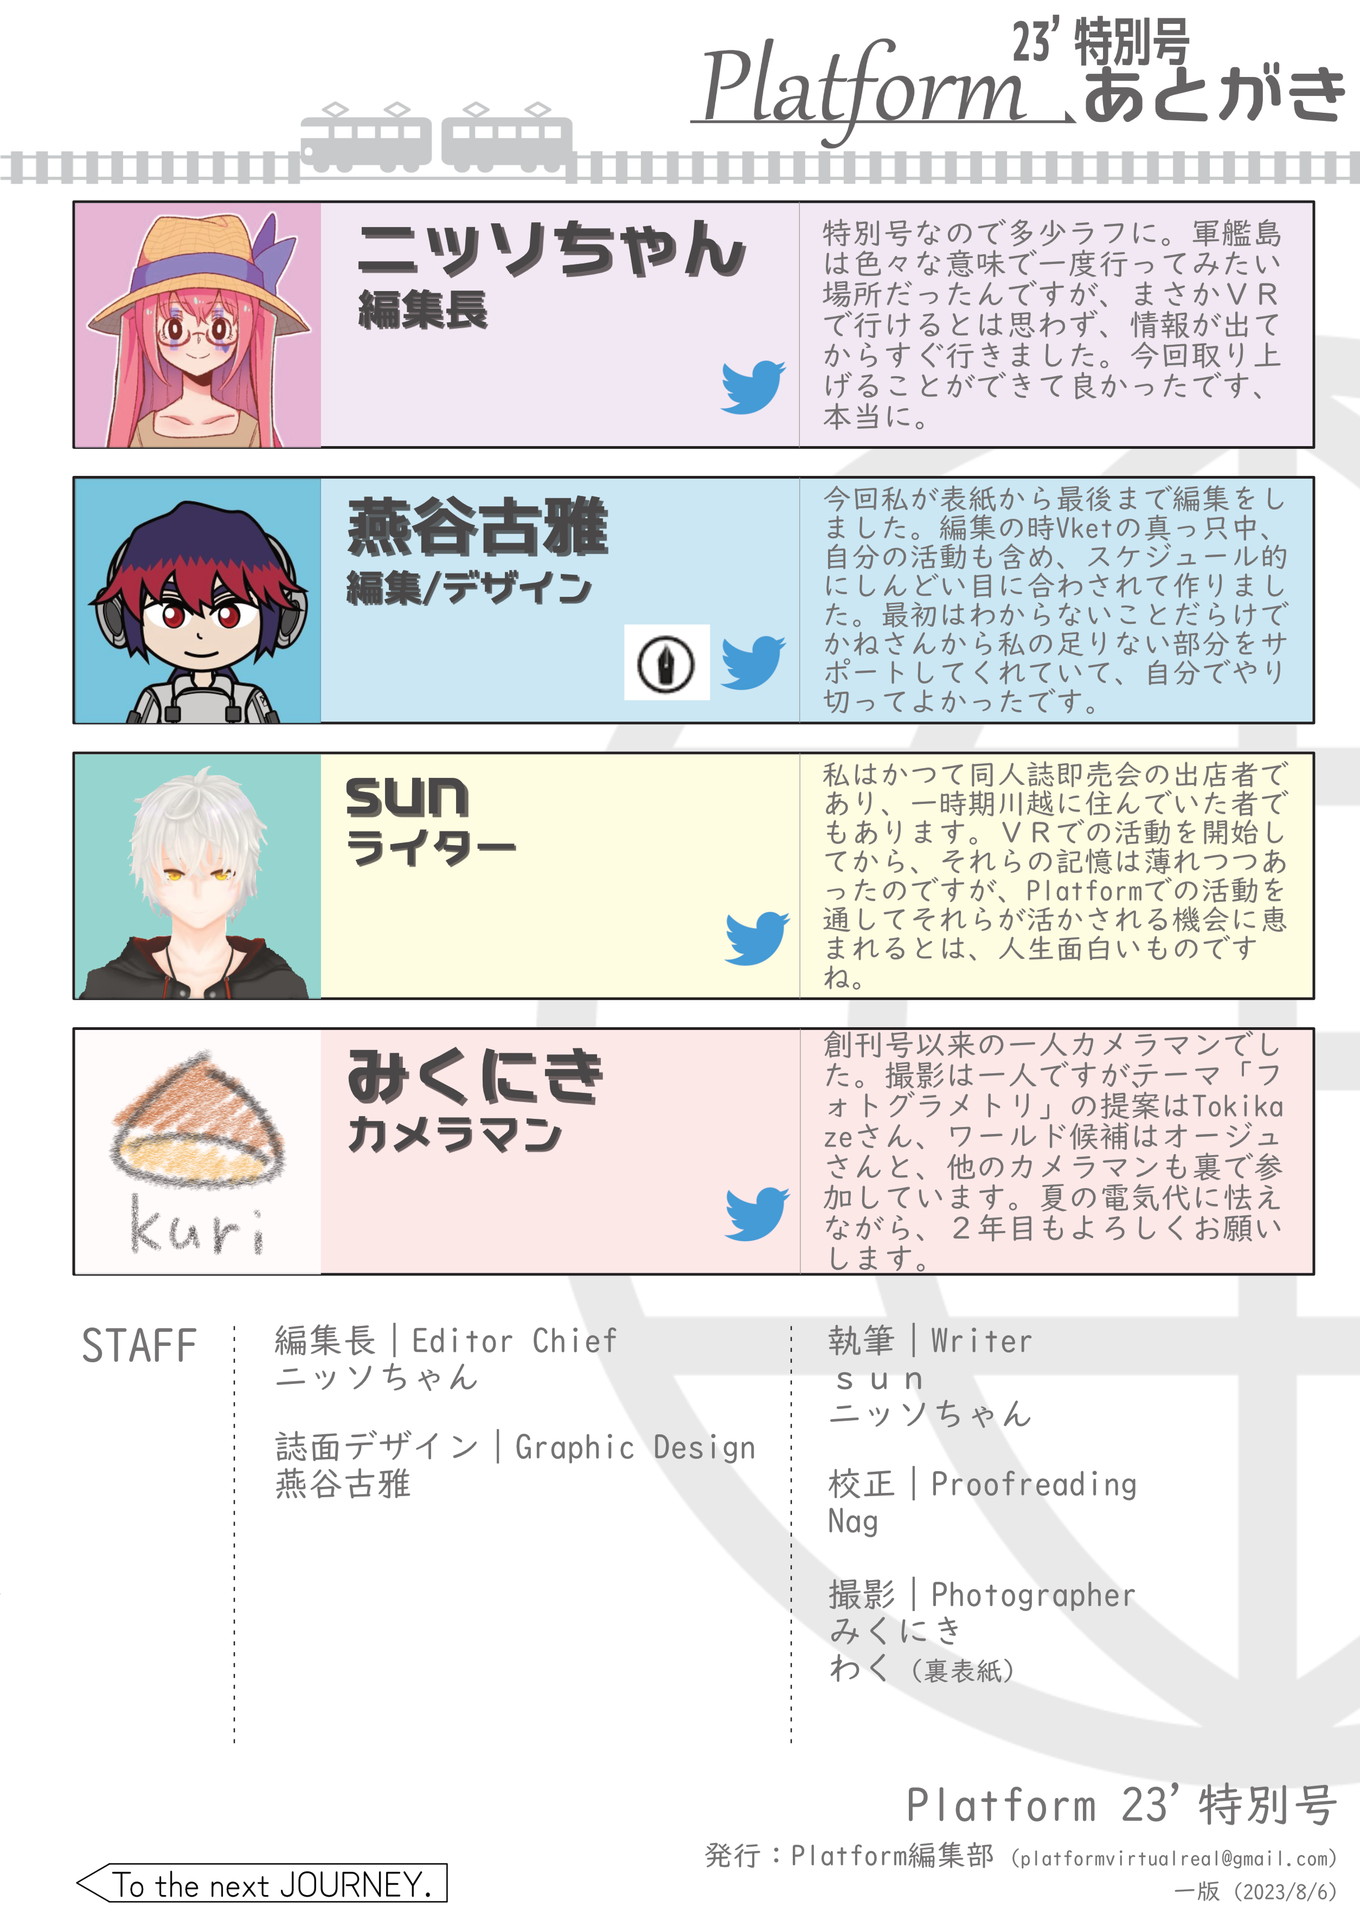 23’ 特別号
Platform あとがき
ニッソちゃん
編集長
特別号なので多少ラフに。軍艦島
は色々な意味で一度行ってみたい
場所だったんですが、まさかＶＲ
で行けるとは思わず、情報が出て
からすぐ行きました。今回取り上
げることができて良かったです、
本当に。
燕谷古雅
編集/デザイン
今回私が表紙から最後まで編集をし
ました。編集の時Vketの真っ只中、
自分の活動も含め、スケジュール的
にしんどい目に合わされて作りまし
た。最初はわからないことだらけで
かねさんから私の足りない部分をサ
ポートしてくれていて、自分でやり
切ってよかったです。
sun
ライター
私はかつて同人誌即売会の出店者で
あり、一時期川越に住んでいた者で
もあります。ＶＲでの活動を開始し
てから、それらの記憶は薄れつつあ
ったのですが、Platformでの活動を
通してそれらが活かされる機会に恵
まれるとは、人生面白いものです
ね。
kuri
みくにき
カメラマン
創刊号以来の一人カメラマンでし
た。撮影は一人ですがテーマ「フ
ォトグラメトリ」の提案はTokika
zeさん、ワールド候補はオージュ
さんと、他のカメラマンも裏で参
加しています。夏の電気代に怯え
ながら、２年目もよろしくお願い
します。
STAFF
編集長｜Editor Chief
ニッソちゃん
誌面デザイン｜Graphic Design
燕谷古雅
執筆｜Writer
ｓｕｎ
ニッソちゃん
校正｜Proofreading
Nag
撮影｜Photographer
みくにき
わく（裏表紙）
Platform 23’特別号
発行：Platform編集部（platformvirtualreal@gmail.com）
一版（2023/8/6）
To the next JOURNEY.